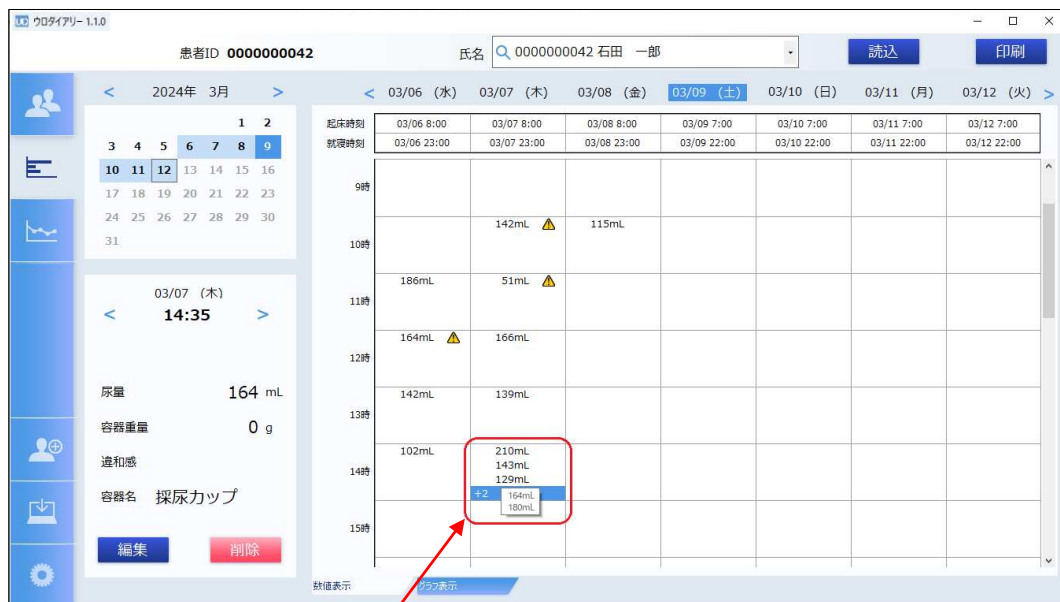 UD ウロダイアリー 1.1.0
患者ID 0000000042 氏名 0000000042 石田 一郎 読込 印刷
< 2024年 3月 >
1 2
3 4 5 6 7 8 9
10 11 12 13 14 15 16
17 18 19 20 21 22 23
24 25 26 27 28 29 30
31
03/07 (木)
< 14:35 >
尿量 164 mL
容器重量 0 g
違和感
容器名 採尿カップ
編集 削除
< 03/06 (水) 03/07 (木) 03/08 (金) 03/09 (土) 03/10 (日) 03/11 (月) 03/12 (火) >
起床時刻 03/06 8:00 03/07 8:00 03/08 8:00 03/09 7:00 03/10 7:00 03/11 7:00 03/12 7:00
就寝時刻 03/06 23:00 03/07 23:00 03/08 23:00 03/09 22:00 03/10 22:00 03/11 22:00 03/12 22:00
9時
142mL 115mL
10時
186mL 51mL
11時
164mL 166mL
12時
142mL 139mL
13時
102mL 210mL
143mL
14時
129mL
+2 164mL
180mL
15時
数値表示 グラフ表示